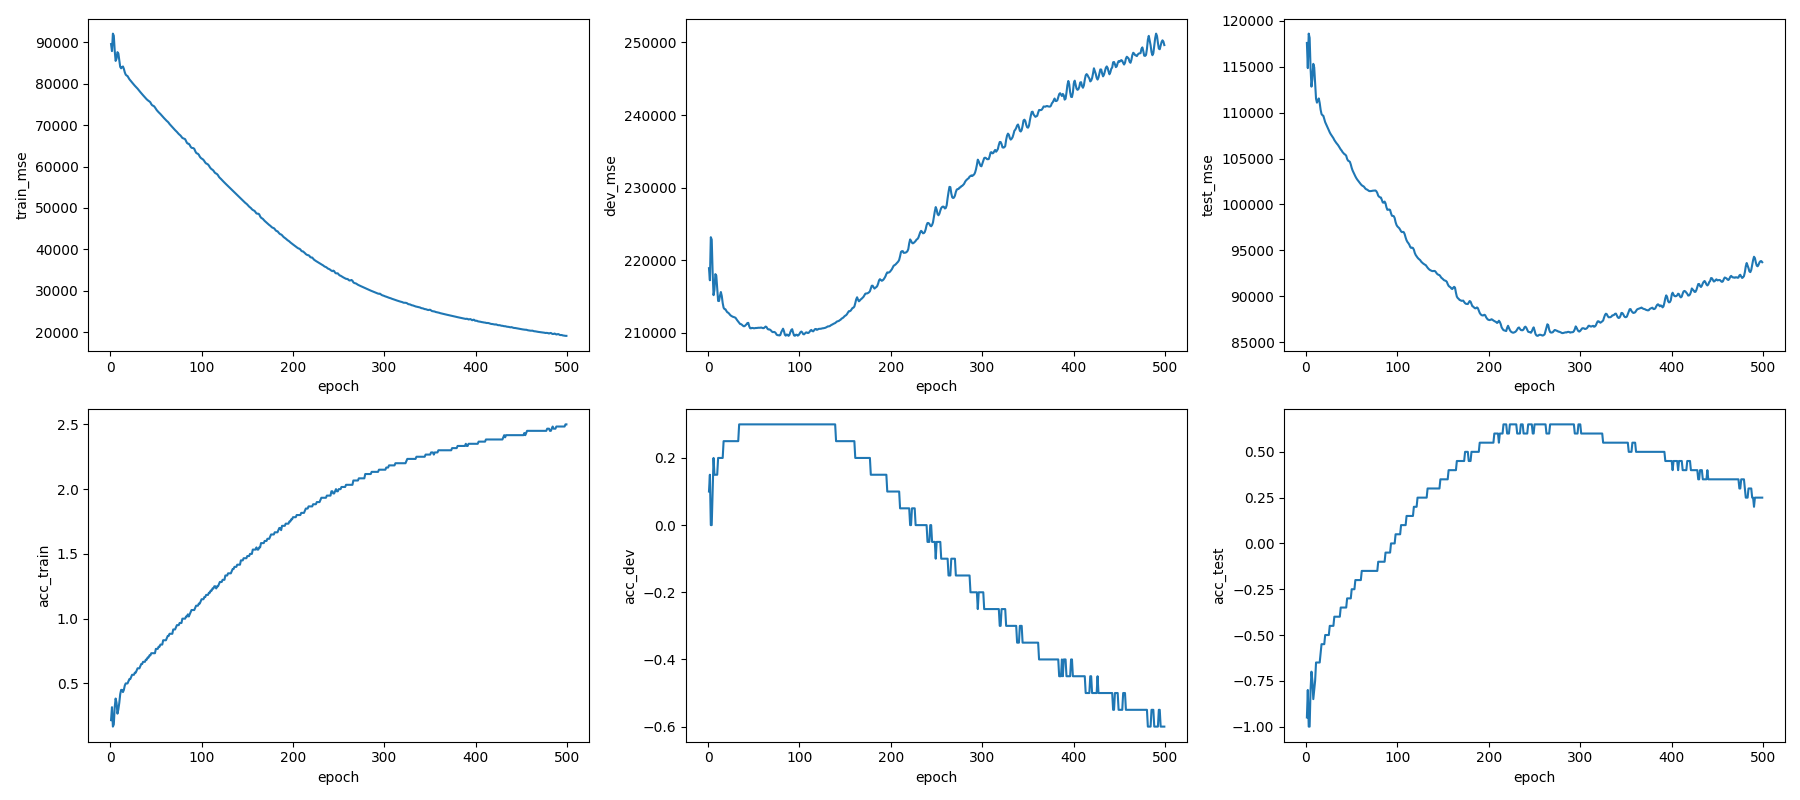 train_mse
90000
80000
70000
60000
50000
40000
30000
20000
0 100 200 300 400 500
epoch
dev_mse
250000
240000
230000
220000
210000
0 100 200 300 400 500
epoch
test_mse
120000
115000
110000
105000
100000
95000
90000
85000
0 100 200 300 400 500
epoch
acc_train
2.5
2.0
1.5
1.0
0.5
0 100 200 300 400 500
epoch
acc_dev
0.2
0.0
−0.2
−0.4
−0.6
0 100 200 300 400 500
epoch
acc_test
0.50
0.25
0.00
−0.25
−0.50
−0.75
−1.00
0 100 200 300 400 500
epoch